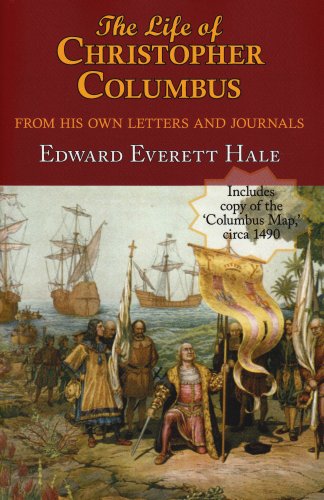 The Life of
CHRISTOPHER
COLUMBUS
FROM HIS OWN LETTERS AND JOURNALS
EDWARD EVERETT HALE
Includes
copy of the
‘Columbus Map,’
circa 1490